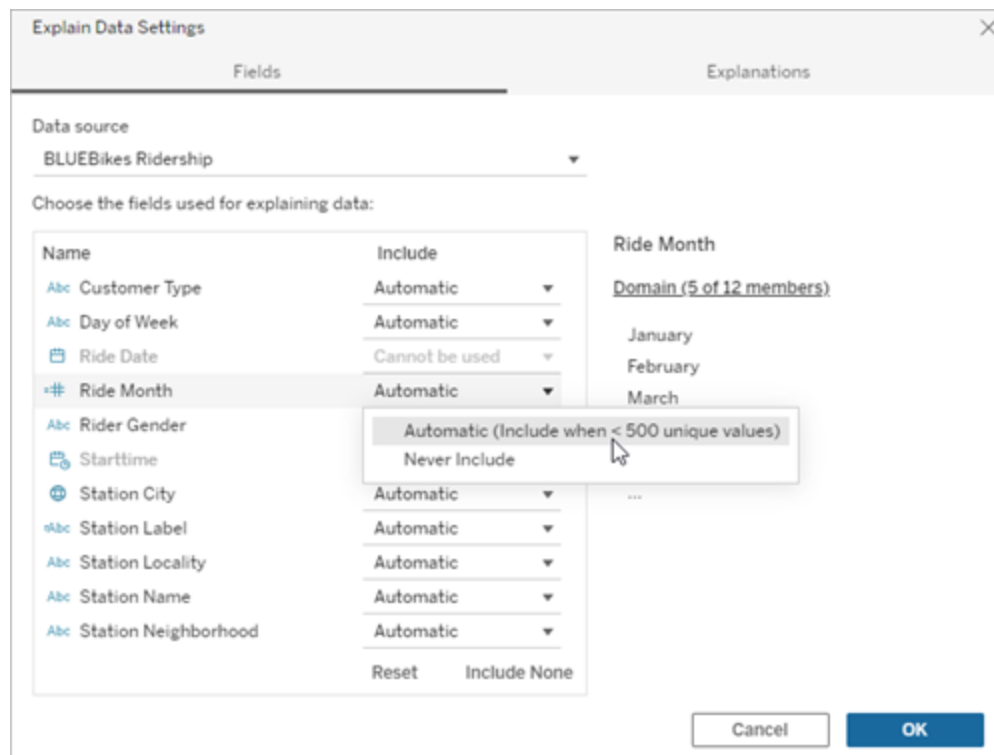 Explain Data Settings
Fields Explanations
Data source
BLUEBikes Ridership
Choose the fields used for explaining data:
Name Include
Abc Customer Type Automatic
Abc Day of Week Automatic
Ride Date Cannot be used
=# Ride Month Automatic
Abc Rider Gender
Starttime
Station City Automatic
=Abc Station Label Automatic
Abc Station Locality Automatic
Abc Station Name Automatic
Abc Station Neighborhood Automatic
Reset Include None
Automatic (Include when < 500 unique values)
Never Include
Ride Month
Domain (5 of 12 members)
January
February
March
...
Cancel OK